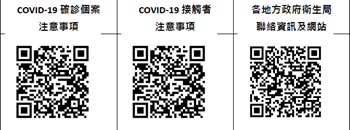 COVID-19 確診個案
注意事項
COVID-19 接觸者
注意事項
各地方政府衛生局
聯絡資訊及網站